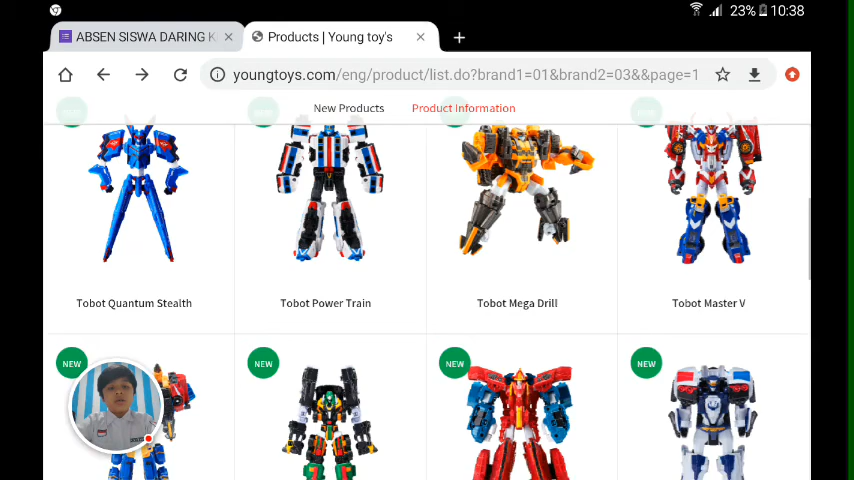 23% 10:38
ABSEN SISWA DARING K
Products | Young toy's
youngtoys.com/eng/product/list.do?brand1=01&brand2=03&&page=1
New Products Product Information
Tobot Quantum Stealth Tobot Power Train Tobot Mega Drill Tobot Master V
NEW NEW NEW NEW